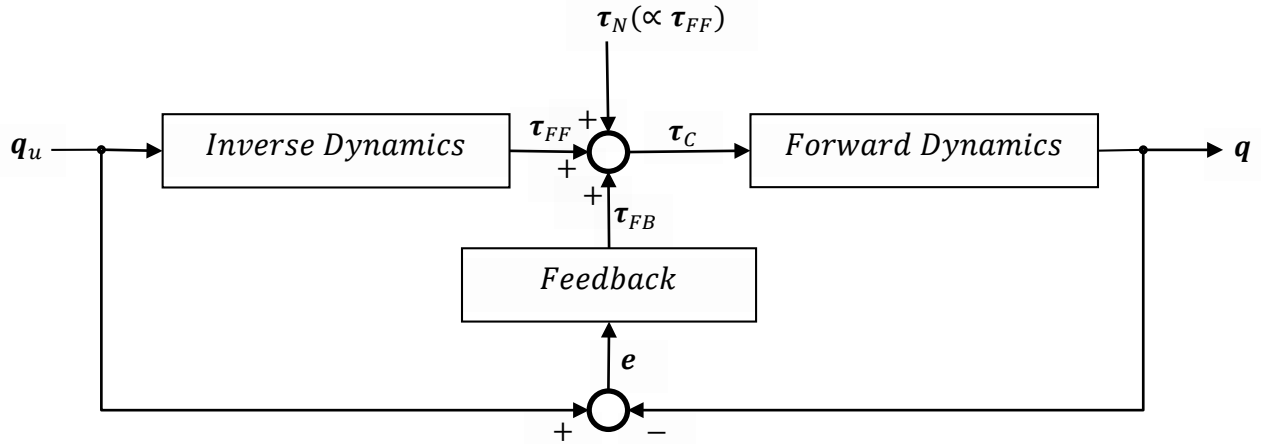 τ_N(∝ τ_FF)
+
q_u
Inverse Dynamics
τ_FF
+
τ_C
Forward Dynamics
q
+
τ_FB
Feedback
e
+
−